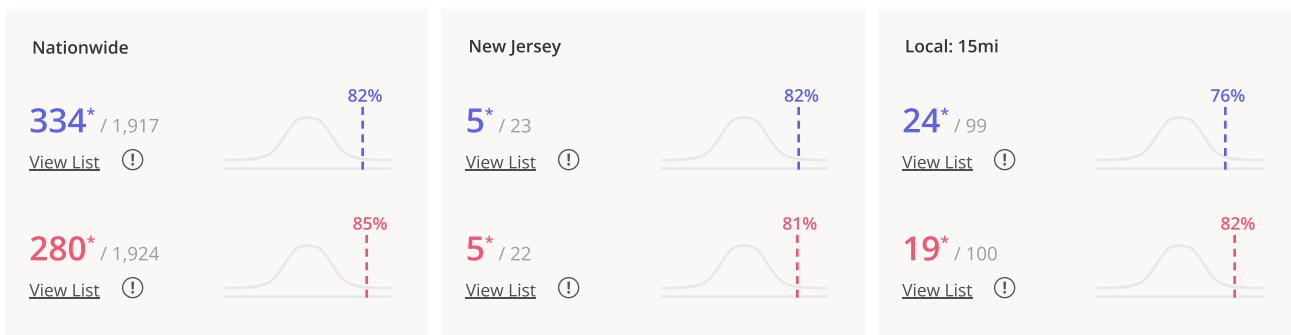 Nationwide
82%
334* / 1,917
View List
85%
280* / 1,924
View List
New Jersey
82%
5* / 23
View List
81%
5* / 22
View List
Local: 15mi
76%
24* / 99
View List
82%
19* / 100
View List